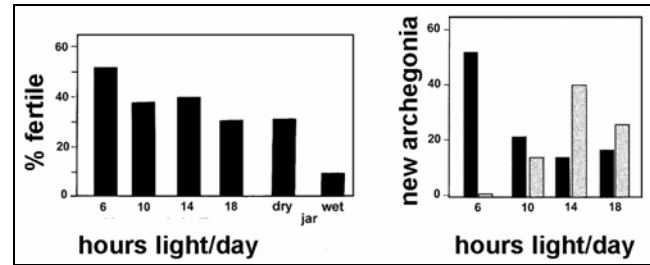 % fertile
60
40
20
0
6 10 14 18 dry wet
jar
hours light/day
new archegonia
60
40
20
0
6 10 14 18
hours light/day